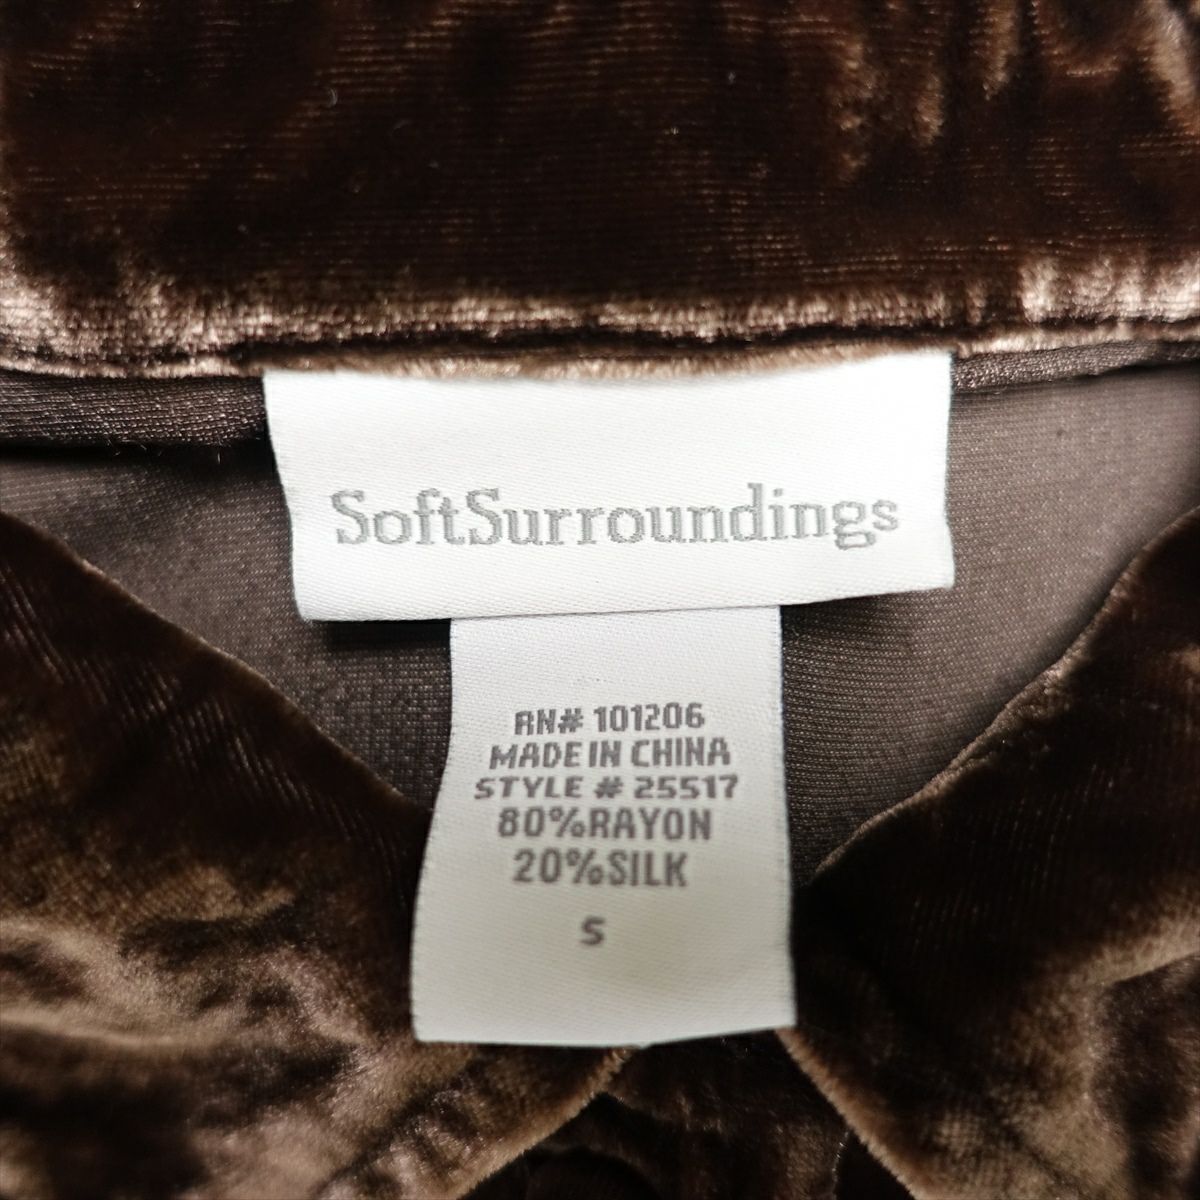 SoftSurroundings
RN# 101206
MADE IN CHINA
STYLE # 25517
80%RAYON
20%SILK
S